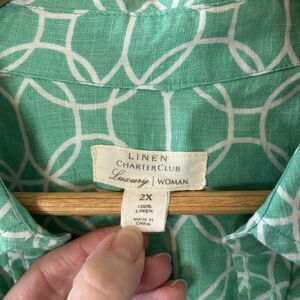 LINEN
CHARTER CLUB
Luxury | WOMAN
2X
100%
LINEN
MADE IN
CHINA